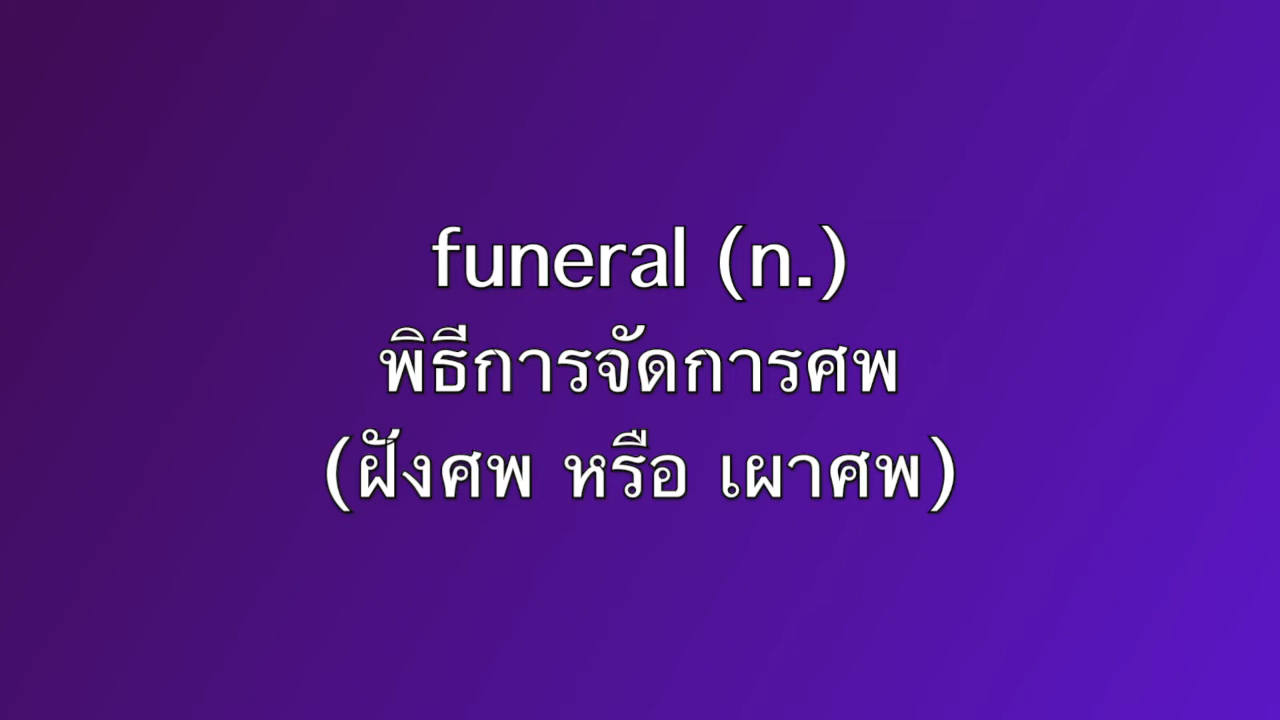 funeral (n.)
พิธีการจัดการศพ
(ฝังศพ หรือ เผาศพ)